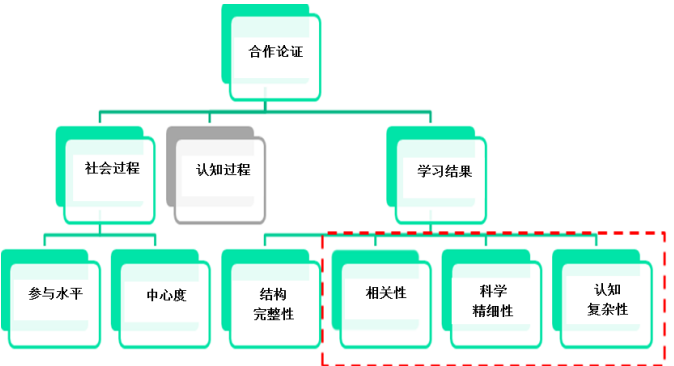 合作论证
社会过程
认知过程
学习结果
参与水平
中心度
结构
完整性
相关性
科学
精细性
认知
复杂性